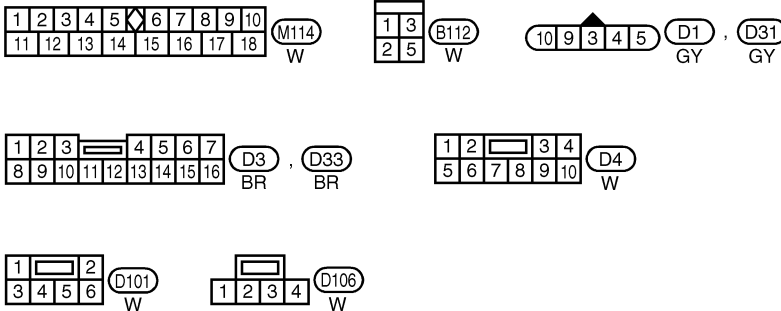 1 2 3 4 5 6 7 8 9 10
11 12 13 14 15 16 17 18
M114
W
1 3
2 5
B112
W
10 9 3 4 5
D1 , D31
GY GY
1 2 3 4 5 6 7
8 9 10 11 12 13 14 15 16
D3 , D33
BR BR
1 2 3 4
5 6 7 8 9 10
D4
W
1 2
3 4 5 6
D101
W
1 2 3 4
D106
W